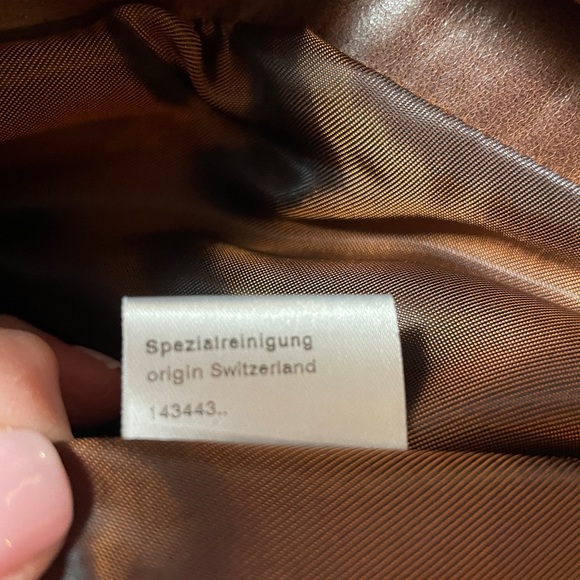 Spezialreinigung
origin Switzerland
143443..